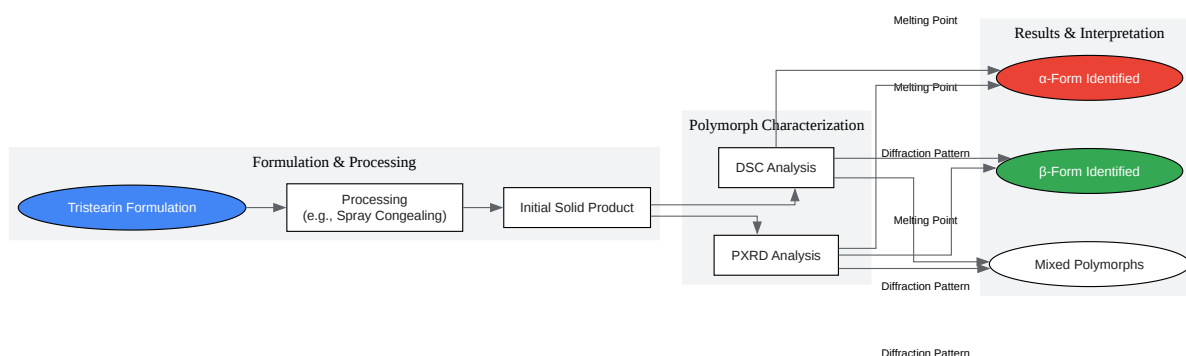 Melting Point
Results & Interpretation
α-Form Identified
Melting Point
Polymorph Characterization
Formulation & Processing
Diffraction Pattern
DSC Analysis
β-Form Identified
Tristearin Formulation
Processing
(e.g., Spray Congealing)
Initial Solid Product
Melting Point
PXRD Analysis
Mixed Polymorphs
Diffraction Pattern
Diffraction Pattern